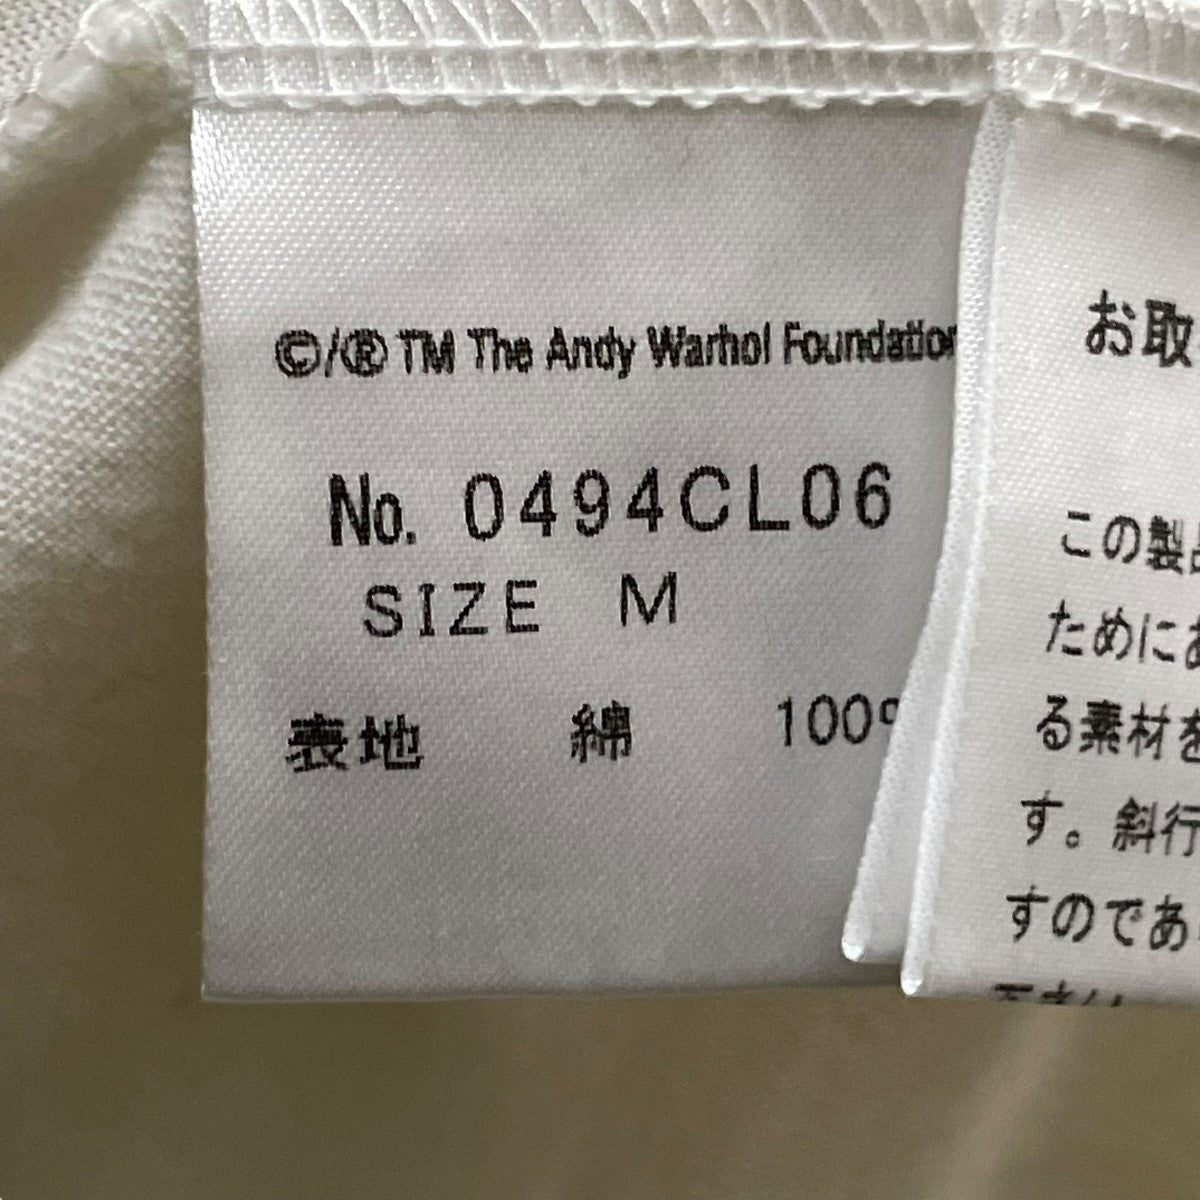 ©/® TM The Andy Warhol Foundation
No. 0494CL06
SIZE M
表地 綿 100%
お取
この製品
ために
る素材を
す。斜行
すのであ